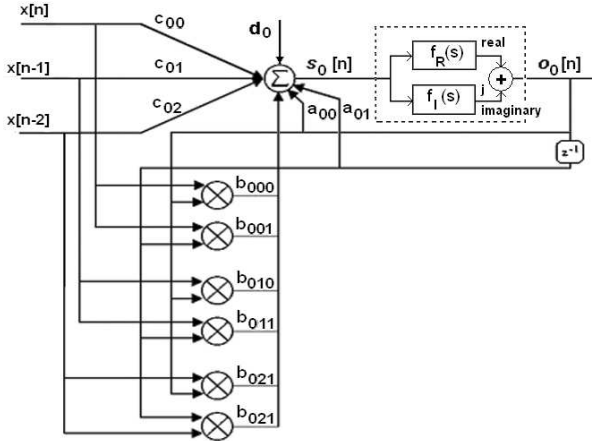 x[n]
c00
d0
x[n-1]
c01
Σ
s0 [n]
fR(s)
real
+
o0[n]
x[n-2]
c02
a00
a01
fI(s)
j
imaginary
z-1
b000
b001
b010
b011
b021
b021